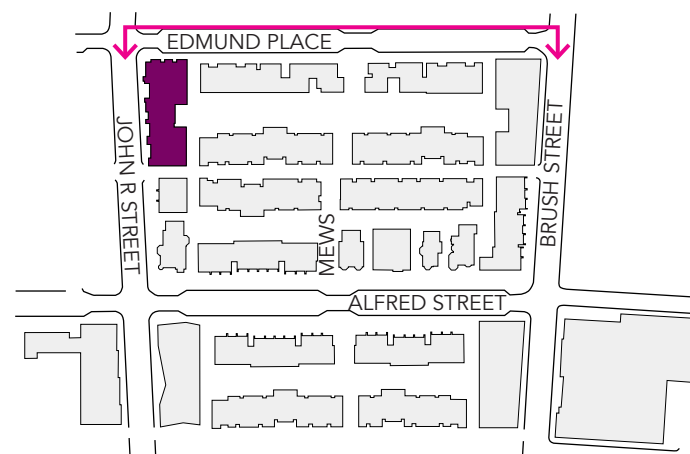 EDMUND PLACE
JOHN R STREET
BRUSH STREET
MEWS
ALFRED STREET